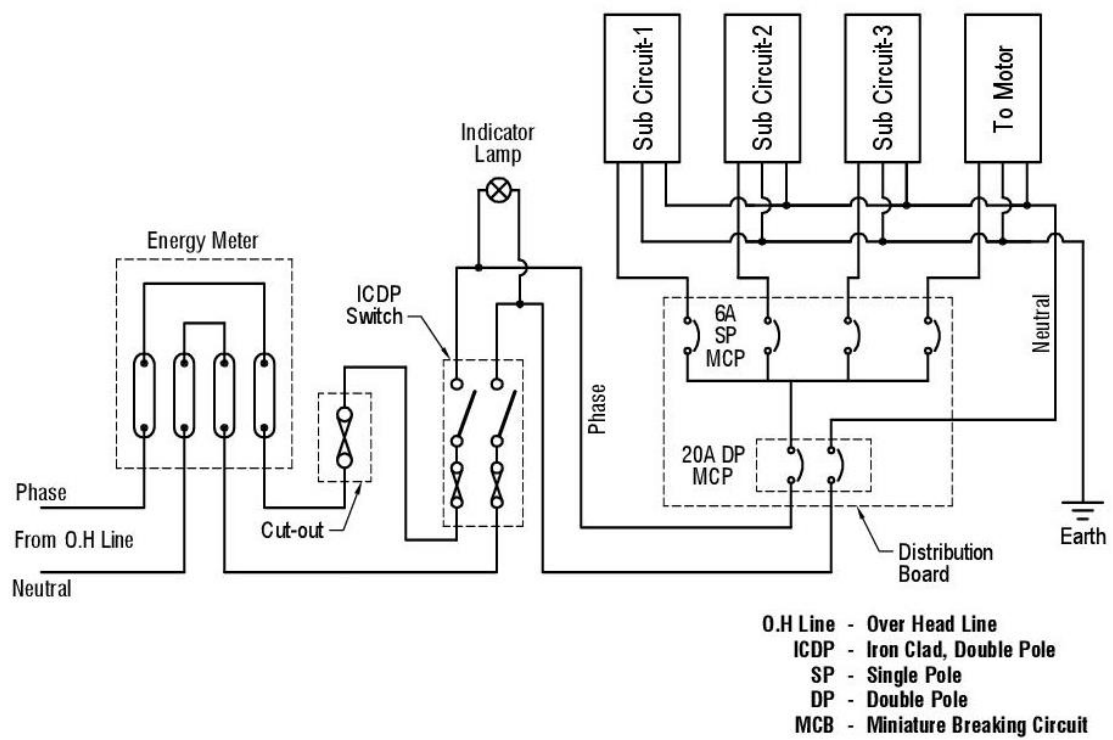 Sub Circuit-1
Sub Circuit-2
Sub Circuit-3
To Motor
Indicator
Lamp
Energy Meter
ICDP
Switch
6A
SP
MCP
Neutral
Phase
20A DP
MCP
Phase
From O.H Line
Neutral
Cut-out
Earth
Distribution
Board
O.H Line - Over Head Line
ICDP - Iron Clad, Double Pole
SP - Single Pole
DP - Double Pole
MCB - Miniature Breaking Circuit